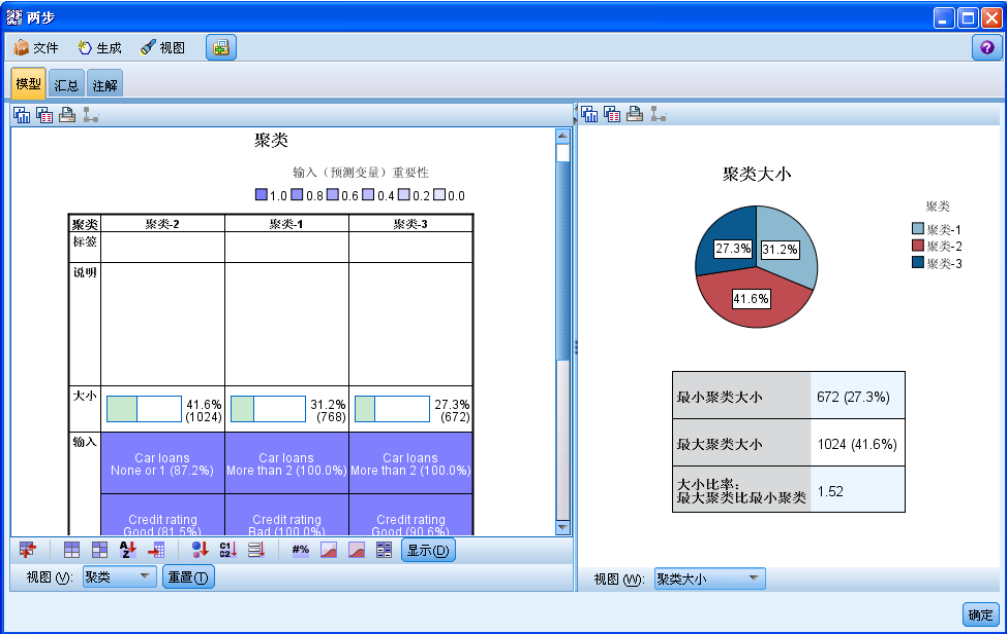 两步
文件 生成 视图
模型 汇总 注解
聚类
输入（预测变量）重要性
1.0 0.8 0.6 0.4 0.2 0.0
聚类 聚类-2 聚类-1 聚类-3
标签
说明
大小 41.6% (1024) 31.2% (768) 27.3% (672)
输入 Car loans None or 1 (87.2%) Car loans More than 2 (100.0%) Car loans More than 2 (100.0%)
Credit rating Good (81.5%) Credit rating Bad (100.0%) Credit rating Good (90.6%)
#% 显示(D)
视图(V): 聚类 重置(T)
聚类大小
27.3% 31.2%
41.6%
聚类
聚类-1
聚类-2
聚类-3
最小聚类大小 672 (27.3%)
最大聚类大小 1024 (41.6%)
大小比率：
最大聚类比最小聚类 1.52
视图(W): 聚类大小
确定